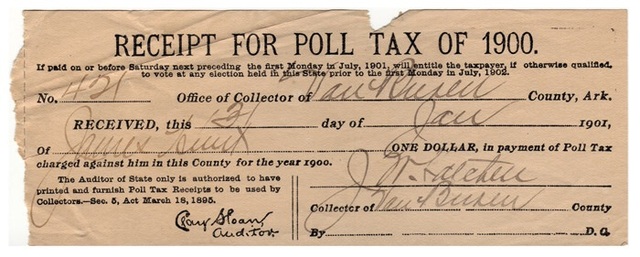 RECEIPT FOR POLL TAX OF 1900.
If paid on or before Saturday next preceding the first Monday in July, 1901, will entitle the taxpayer, if otherwise qualified,
to vote at any election held in this State prior to the first Monday in July, 1902.
No. 421 Office of Collector of Van Buren County, Ark.
RECEIVED, this 31 day of Jan 1901,
Of James ONE DOLLAR, in payment of Poll Tax
charged against him in this County for the year 1900.
The Auditor of State only is authorized to have
printed and furnish Poll Tax Receipts to be used by
Collectors.—Sec. 5, Act March 18, 1895.
Clay Sloan
Auditor
J W
Collector of Van Buren County
By D. C.